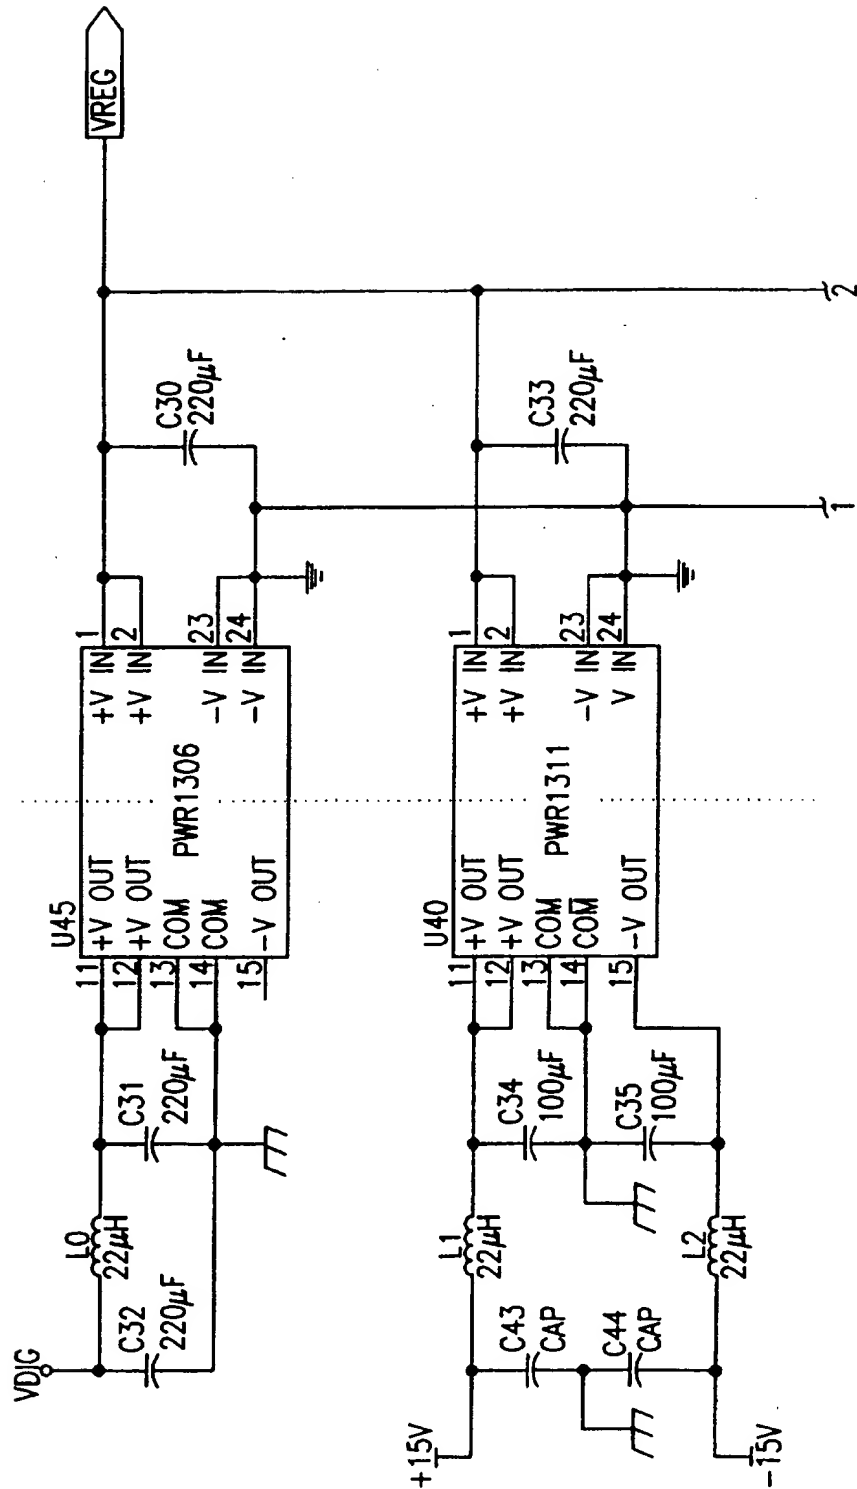 VDIG
C32
220µF
L0
22µH
C31
220µF
U45
11
12
13
14
15
+V OUT
+V OUT
COM
COM
-V OUT
PWR1306
+V IN
+V IN
-V IN
-V IN
1
2
23
24
C30
220µF
VREG
+15V
-15V
C43
CAP
C44
CAP
L1
22µH
L2
22µH
C34
100µF
C35
100µF
U40
11
12
13
14
15
+V OUT
+V OUT
COM
COM
-V OUT
PWR1311
+V IN
+V IN
-V IN
V IN
1
2
23
24
C33
220µF
1
2